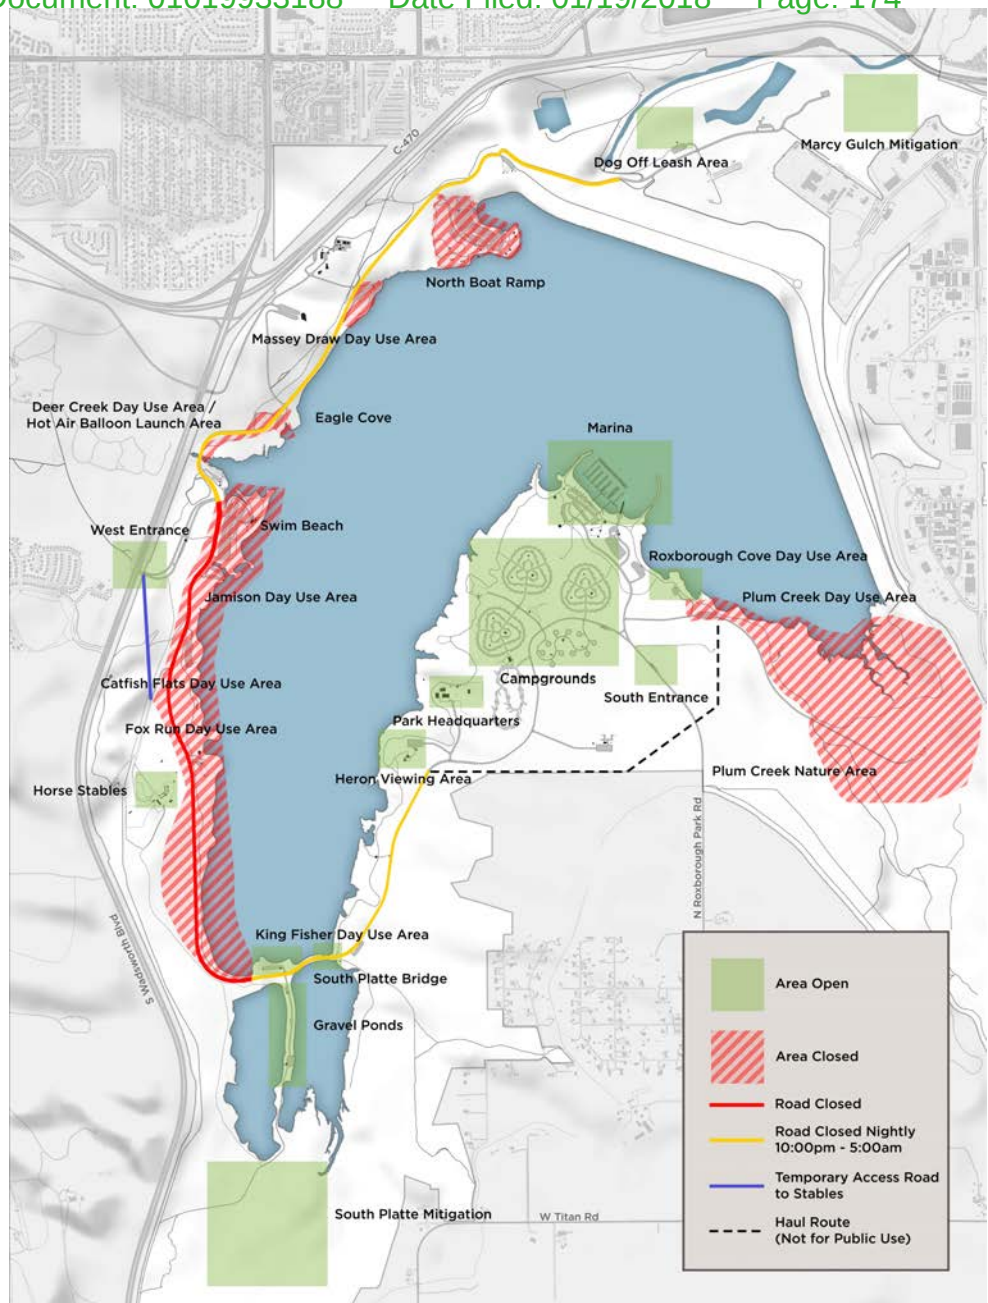 Document: 01019933188 Date Filed: 01/19/2018 Page: 174
C-470
Marcy Gulch Mitigation
Dog Off Leash Area
North Boat Ramp
Massey Draw Day Use Area
Deer Creek Day Use Area /
Hot Air Balloon Launch Area
Eagle Cove
Marina
West Entrance
Swim Beach
Roxborough Cove Day Use Area
Jamison Day Use Area
Plum Creek Day Use Area
Catfish Flats Day Use Area
Campgrounds
South Entrance
Park Headquarters
Fox Run Day Use Area
Heron Viewing Area
Plum Creek Nature Area
Horse Stables
N Roxborough Park Rd
S Wadsworth Blvd
King Fisher Day Use Area
South Platte Bridge
Gravel Ponds
South Platte Mitigation
W Titan Rd
Area Open
Area Closed
Road Closed
Road Closed Nightly
10:00pm - 5:00am
Temporary Access Road
to Stables
Haul Route
(Not for Public Use)